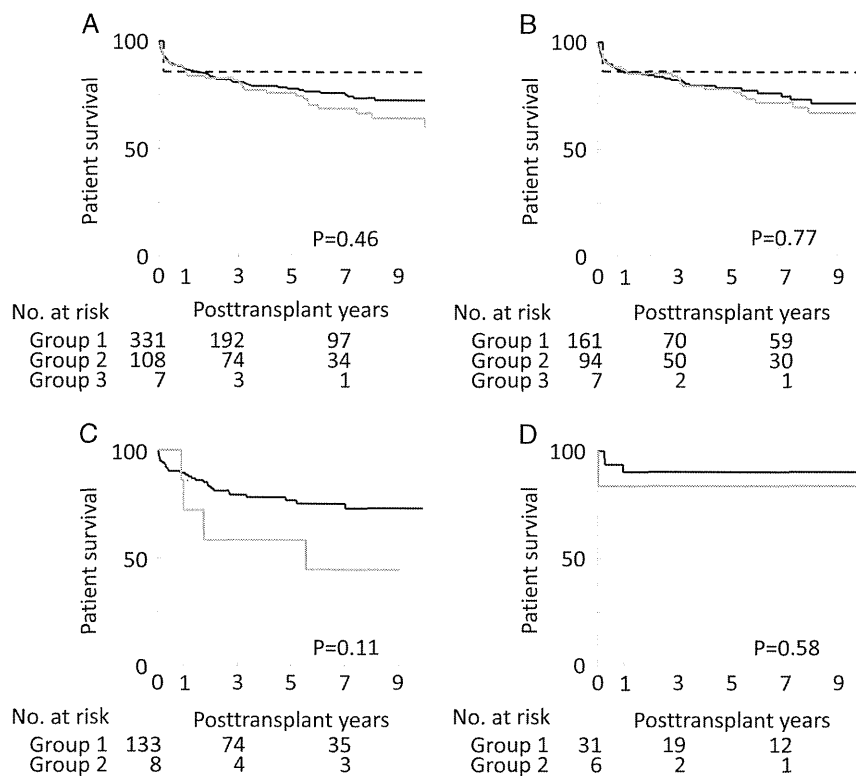 A
100
Patient survival
50
0
P=0.46
0 1 3 5 7 9
No. at risk Posttransplant years
Group 1 331 192 97
Group 2 108 74 34
Group 3 7 3 1
B
100
Patient survival
50
0
P=0.77
0 1 3 5 7 9
No. at risk Posttransplant years
Group 1 161 70 59
Group 2 94 50 30
Group 3 7 2 1
C
100
Patient survival
50
0
P=0.11
0 1 3 5 7 9
No. at risk Posttransplant years
Group 1 133 74 35
Group 2 8 4 3
D
100
Patient survival
50
0
P=0.58
0 1 3 5 7 9
No. at risk Posttransplant years
Group 1 31 19 12
Group 2 6 2 1